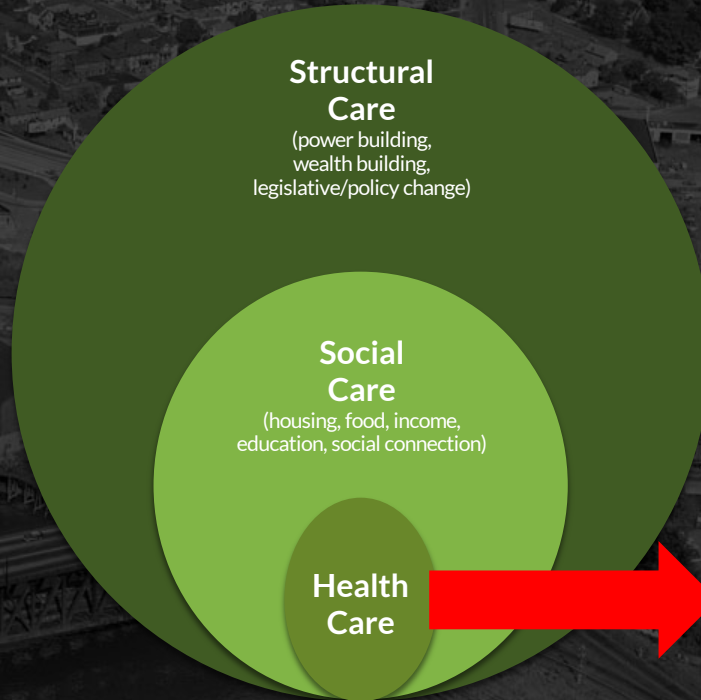 Structural
Care
(power building,
wealth building,
legislative/policy change)
Social
Care
(housing, food, income,
education, social connection)
Health
Care